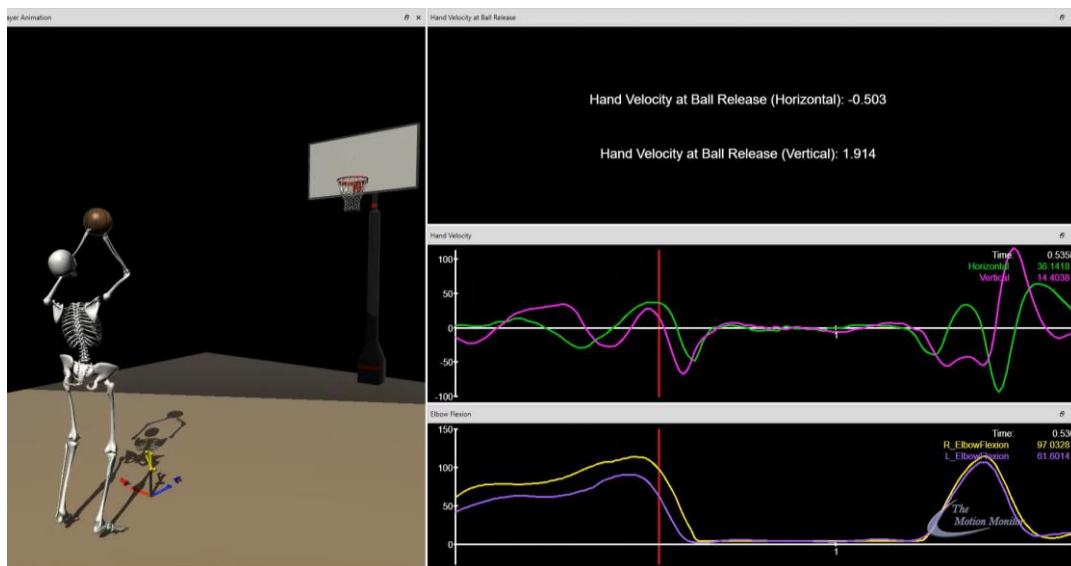 ayer Animation
Hand Velocity at Ball Release
Hand Velocity at Ball Release (Horizontal): -0.503
Hand Velocity at Ball Release (Vertical): 1.914
Hand Velocity
Time: 0.535
Horizontal 36.1418
Vertical 14.4038
100
50
0
-50
-100
1
Elbow Flexion
Time: 0.53
R_ElbowFlexion 97.0328
L_ElbowFlexion 61.6014
150
100
50
0
1
The
Motion Monitor